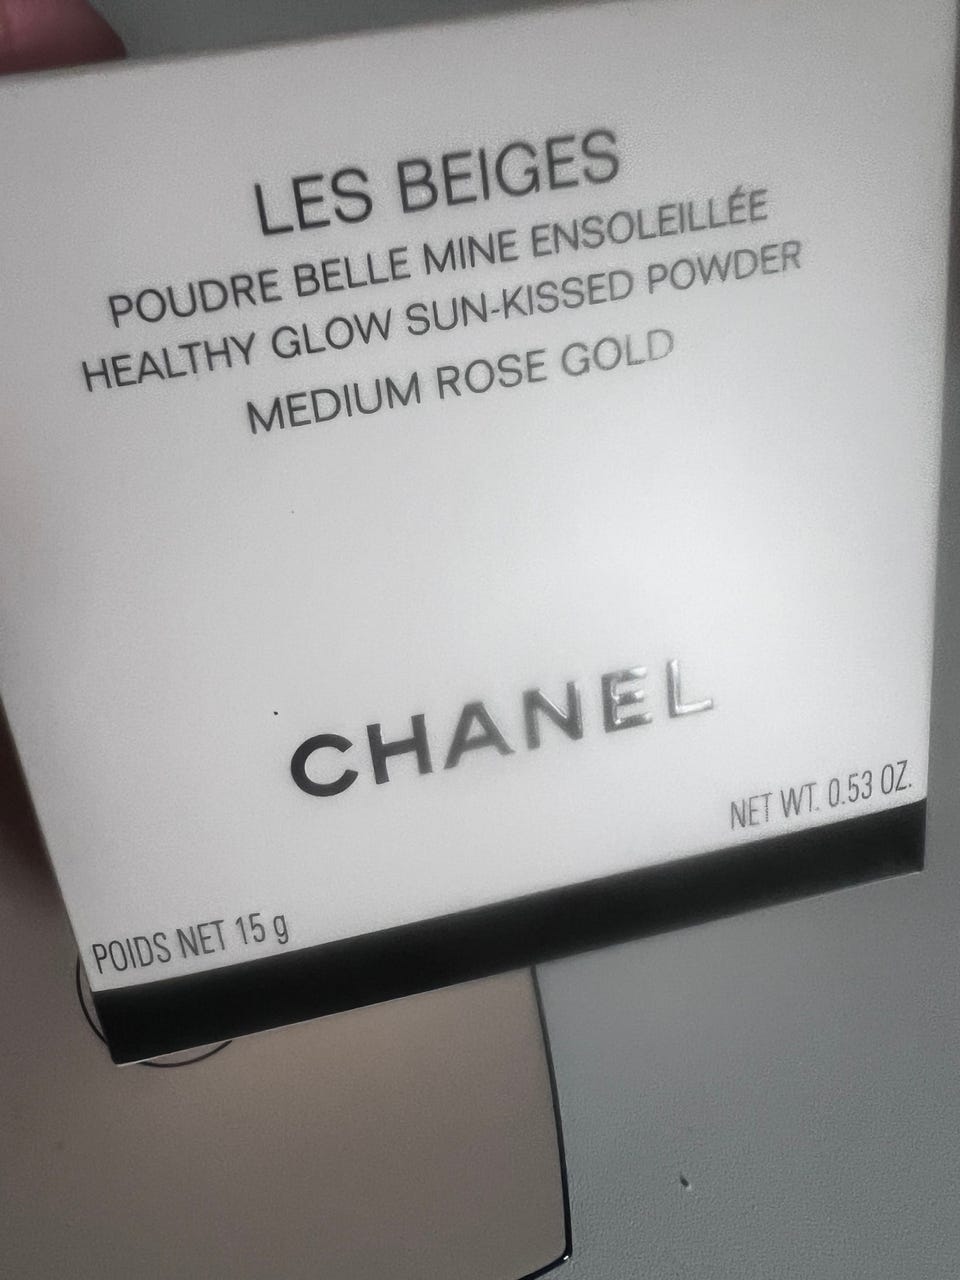 LES BEIGES
POUDRE BELLE MINE ENSOLEILLÉE
HEALTHY GLOW SUN-KISSED POWDER
MEDIUM ROSE GOLD
CHANEL
NET WT. 0.53 OZ.
POIDS NET 15 g